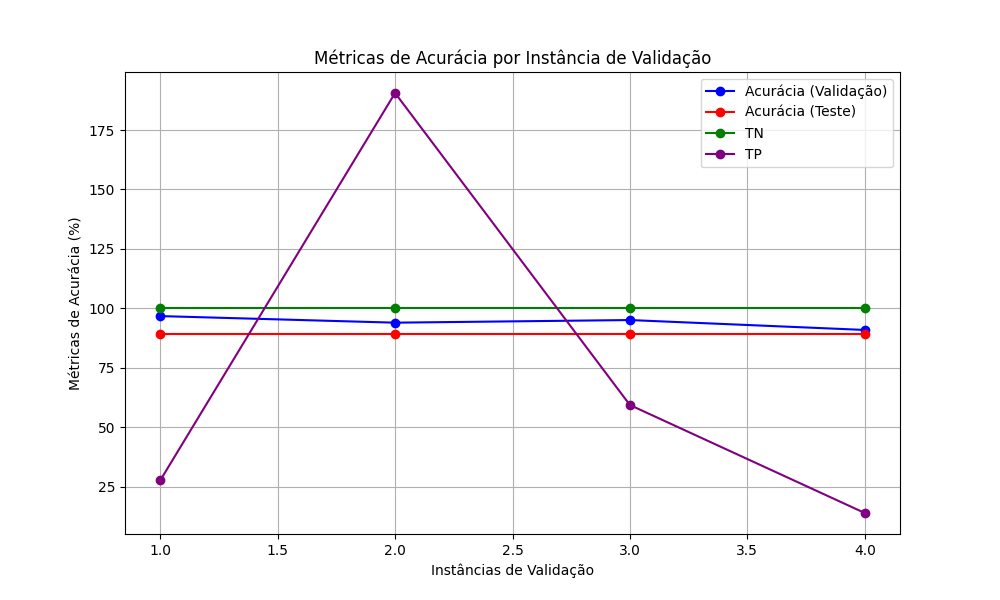 Métricas de Acurácia por Instância de Validação
Acurácia (Validação)
Acurácia (Teste)
TN
TP
Métricas de Acurácia (%)
175
150
125
100
75
50
25
1.0 1.5 2.0 2.5 3.0 3.5 4.0
Instâncias de Validação